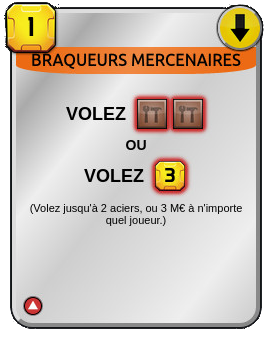 1
BRAQUEURS MERCENAIRES
VOLEZ
OU
VOLEZ 3
(Volez jusqu'à 2 aciers, ou 3 M€ à n'importe
quel joueur.)